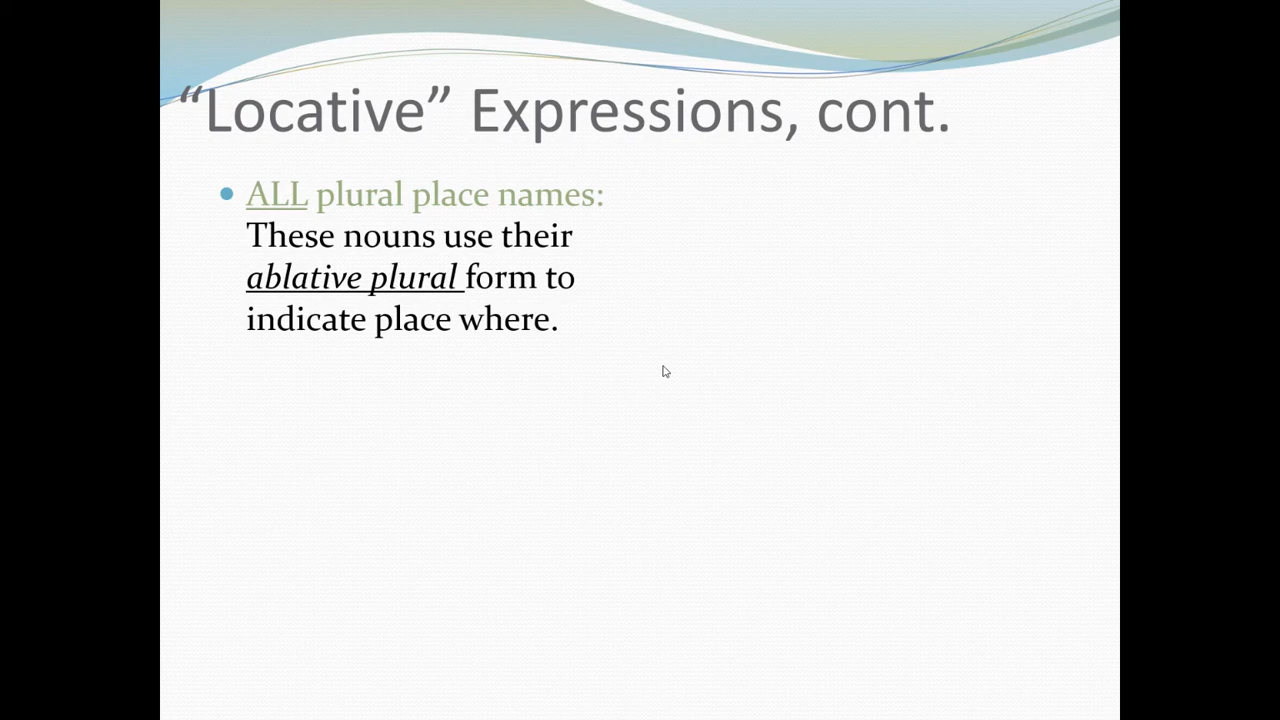 “Locative” Expressions, cont.
• ALL plural place names:
These nouns use their
ablative plural form to
indicate place where.